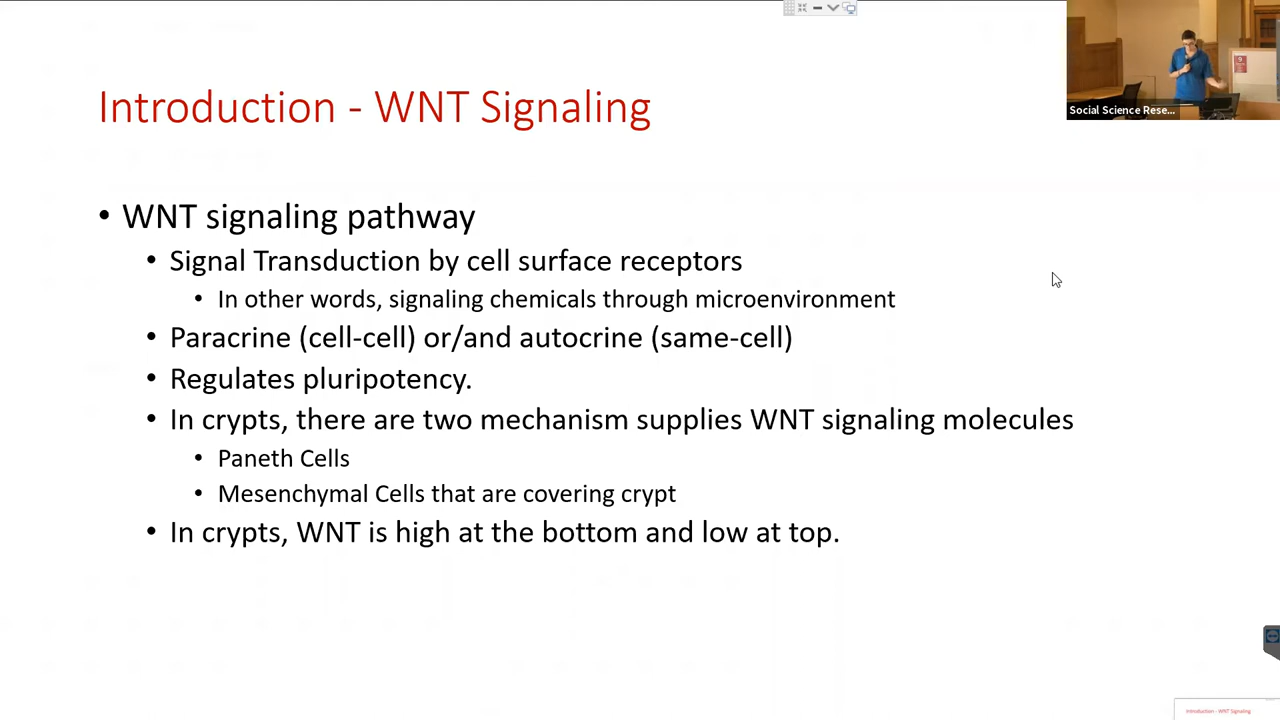 Introduction - WNT Signaling
Social Science Rese...
• WNT signaling pathway
• Signal Transduction by cell surface receptors
• In other words, signaling chemicals through microenvironment
• Paracrine (cell-cell) or/and autocrine (same-cell)
• Regulates pluripotency.
• In crypts, there are two mechanism supplies WNT signaling molecules
• Paneth Cells
• Mesenchymal Cells that are covering crypt
• In crypts, WNT is high at the bottom and low at top.
Introduction - WNT Signaling